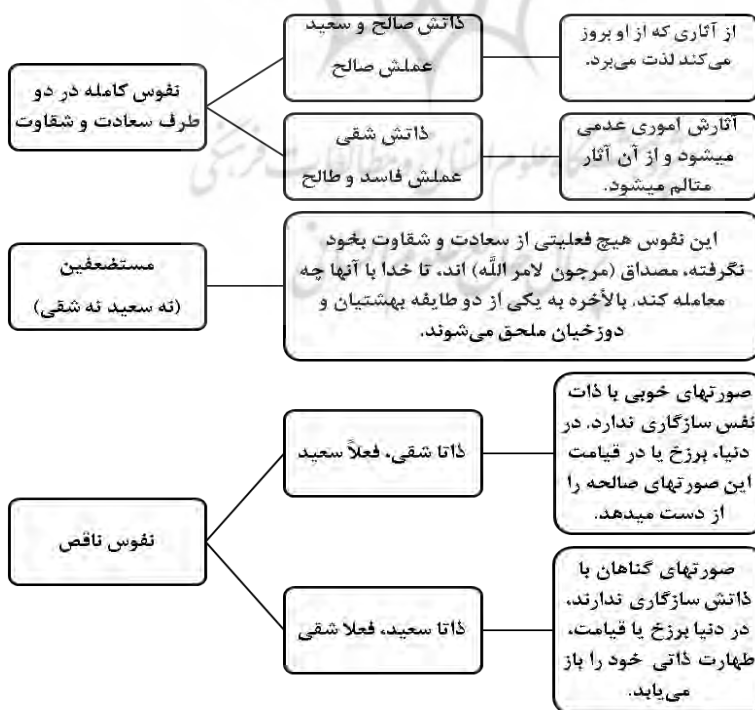 نفوس کامله در دو
طرف سعادت و شقاوت
ذاتش صالح و سعید
عملش صالح
از آثاری که از او بروز
می‌کند لذت می‌برد.
ذاتش شقی
عملش فاسد و طالح
آثارش اموری عدمی
میشود و از آن آثار
متالم میشود.
مستضعفین
(نه سعید نه شقی)
این نفوس هیچ فعلیتی از سعادت و شقاوت بخود
نگرفته، مصداق (مرجون لامر اللَّه) اند، تا خدا با آنها چه
معامله کند. بالأخره به یکی از دو طایفه بهشتیان و
دوزخیان ملحق می‌شوند.
نفوس ناقص
ذاتا شقی، فعلاً سعید
صورتهای خوبی با ذات
نفس سازگاری ندارد. در
دنیا، برزخ یا در قیامت
این صورتهای صالحه را
از دست میدهد.
ذاتا سعید، فعلا شقی
صورتهای گناهان با
ذاتش سازگاری ندارند،
در دنیا برزخ یا قیامت،
طهارت ذاتی خود را باز
می‌یابد.